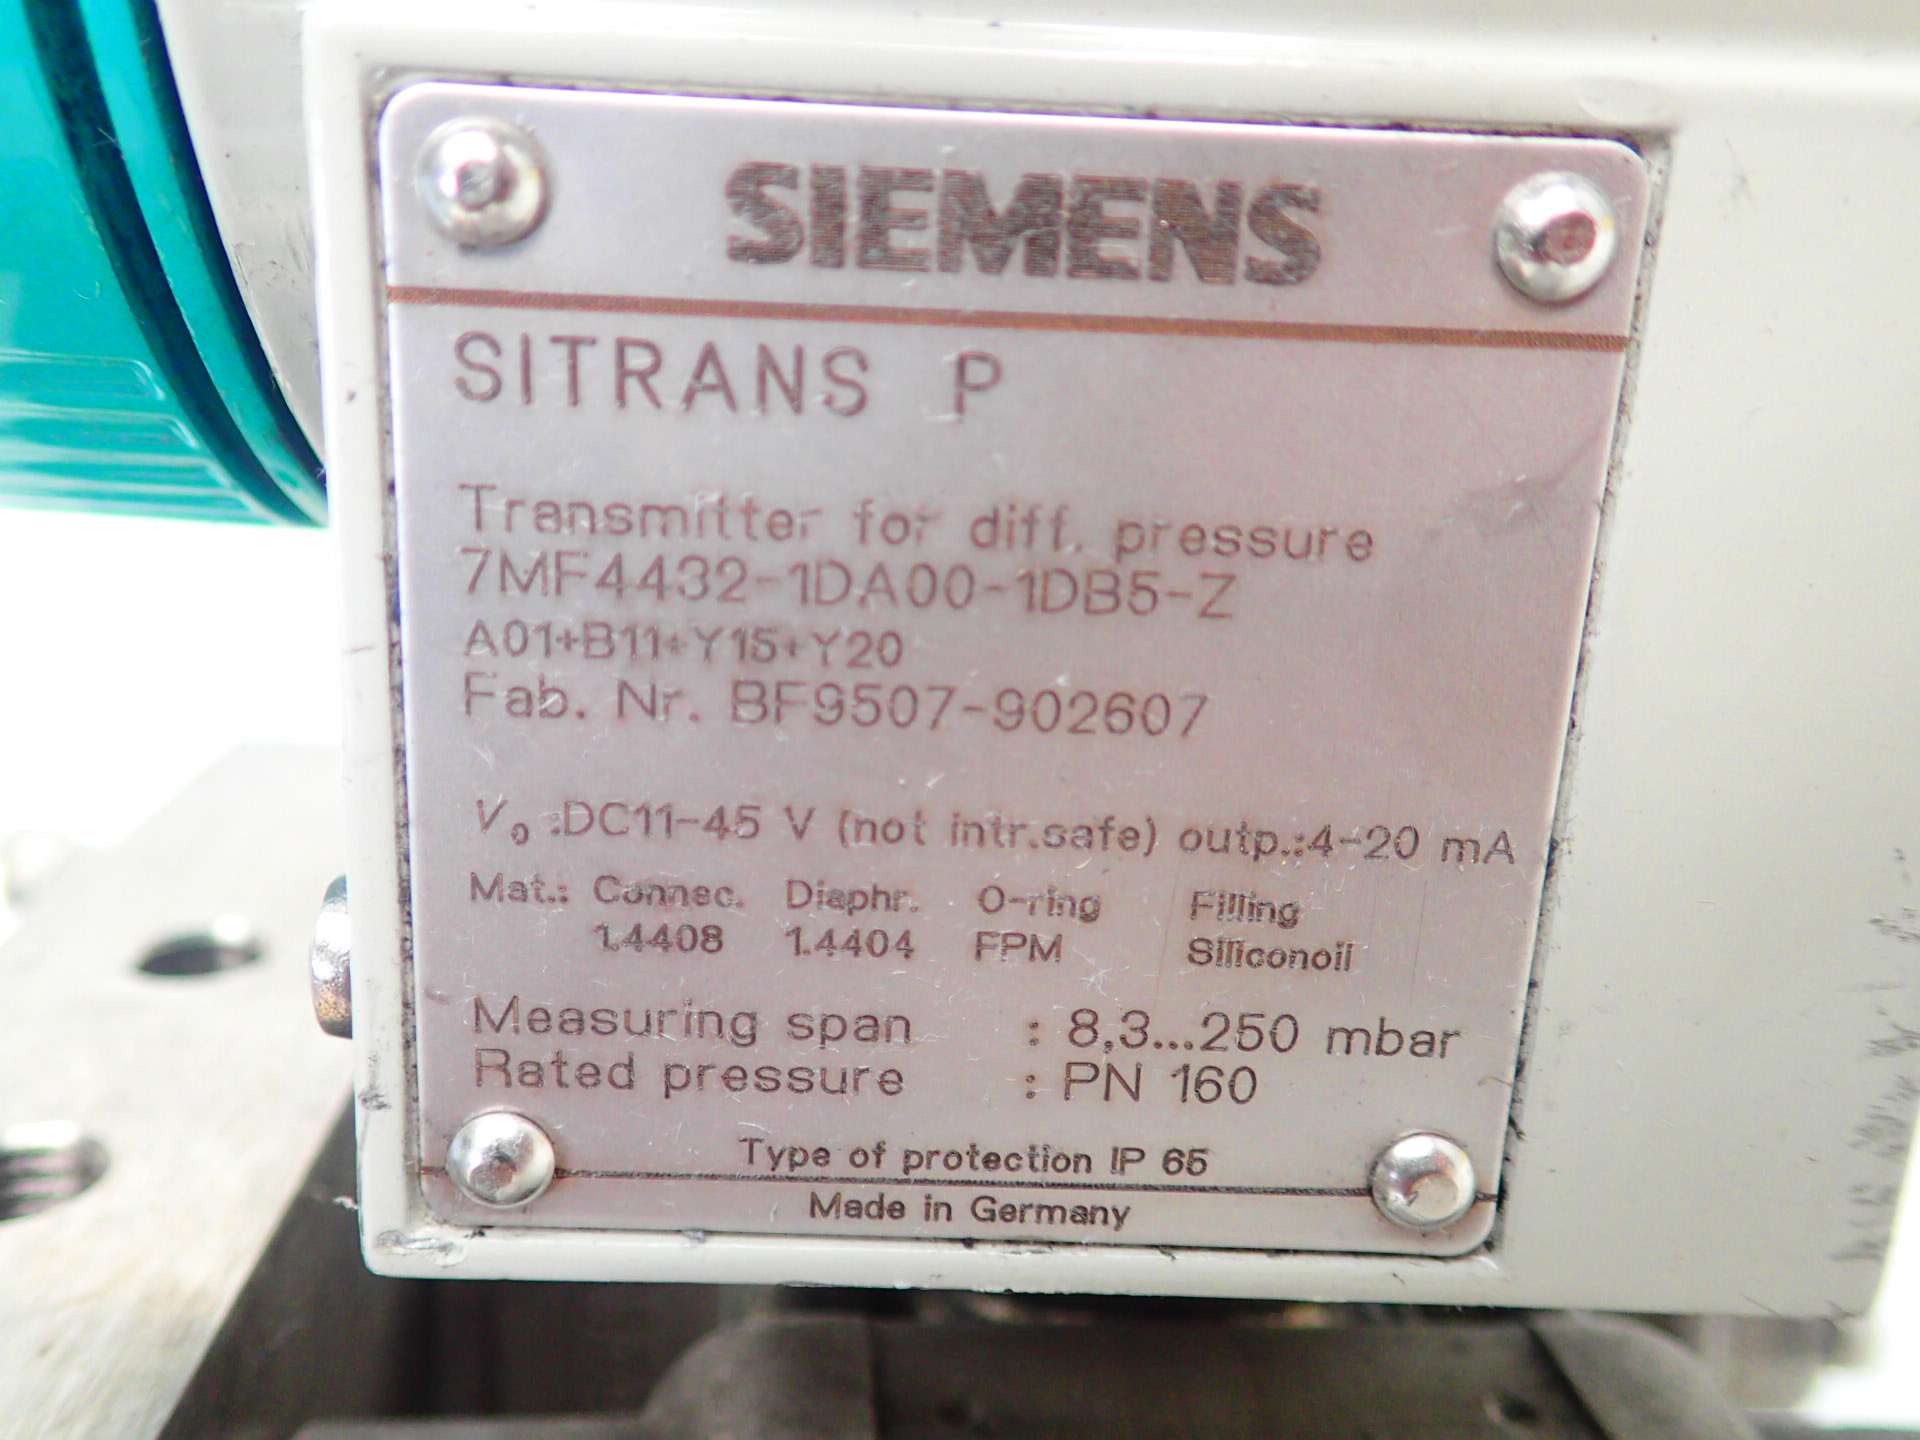 SIEMENS
SITRANS P
Transmitter for diff. pressure
7MF4432-1DA00-1DB5-Z
A01+B11+Y15+Y20
Fab. Nr. BF9507-902607
V₀ :DC11-45 V (not intr.safe) outp.:4-20 mA
Mat.: Connec. Diaphr. O-ring Filling
1.4408 1.4404 FPM Siliconoil
Measuring span : 8,3...250 mbar
Rated pressure : PN 160
Type of protection IP 65
Made in Germany